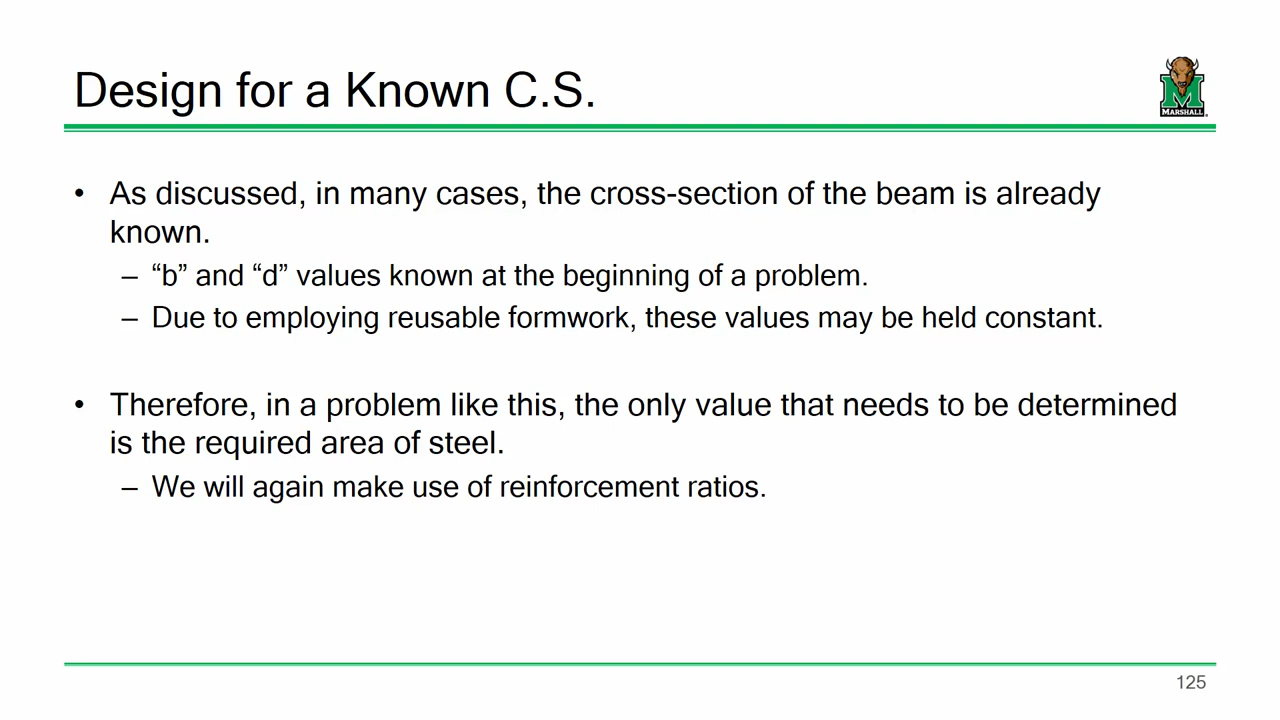 Design for a Known C.S.
MARSHALL
• As discussed, in many cases, the cross-section of the beam is already
known.
– “b” and “d” values known at the beginning of a problem.
– Due to employing reusable formwork, these values may be held constant.
• Therefore, in a problem like this, the only value that needs to be determined
is the required area of steel.
– We will again make use of reinforcement ratios.
125